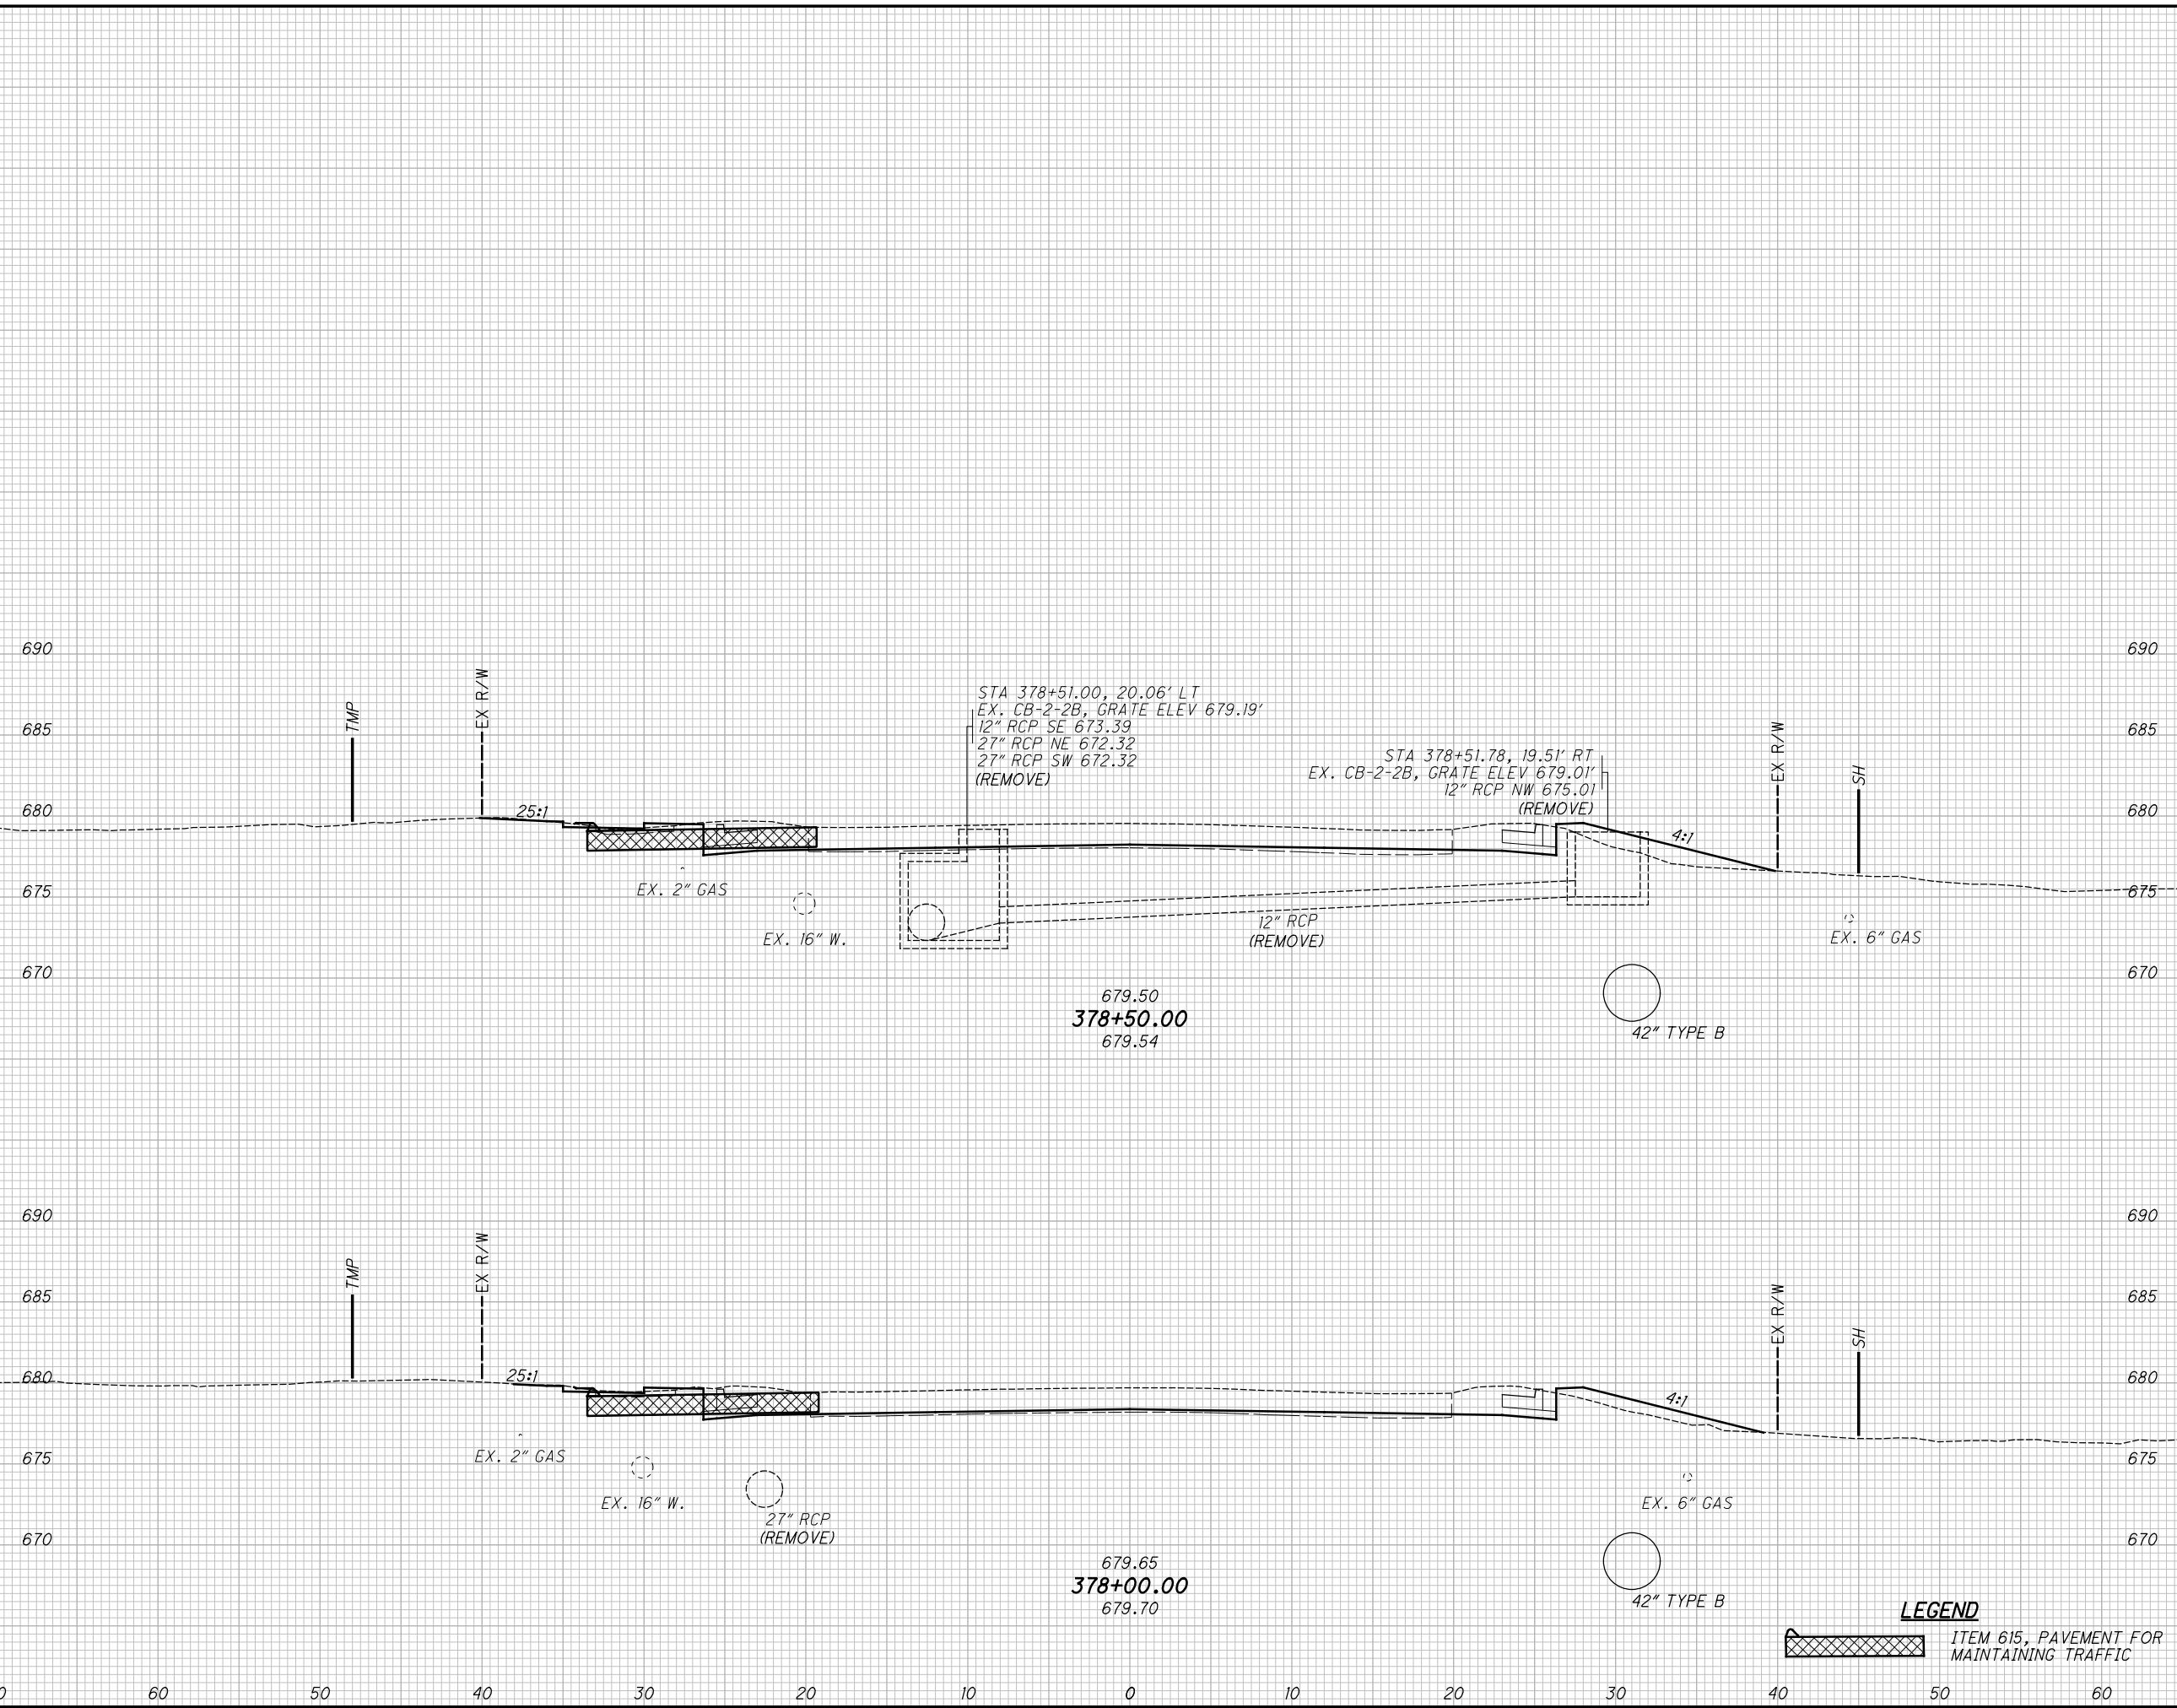 690
690
685
685
680
680
675
675
670
670
TMP
EX R/W
25:1
STA 378+51.00, 20.06' LT
EX. CB-2-2B, GRATE ELEV 679.19'
12" RCP SE 673.39
27" RCP NE 672.32
27" RCP SW 672.32
(REMOVE)
STA 378+51.78, 19.51' RT
EX. CB-2-2B, GRATE ELEV 679.01'
12" RCP NW 675.01
(REMOVE)
EX R/W
SH
4:1
EX. 2" GAS
EX. 16" W.
12" RCP
(REMOVE)
EX. 6" GAS
42" TYPE B
679.50
378+50.00
679.54
690
690
685
685
680
680
675
675
670
670
TMP
EX R/W
25:1
EX R/W
SH
4:1
EX. 2" GAS
EX. 16" W.
27" RCP
(REMOVE)
EX. 6" GAS
42" TYPE B
679.65
378+00.00
679.70
LEGEND
ITEM 615, PAVEMENT FOR
MAINTAINING TRAFFIC
0 60 50 40 30 20 10 0 10 20 30 40 50 60